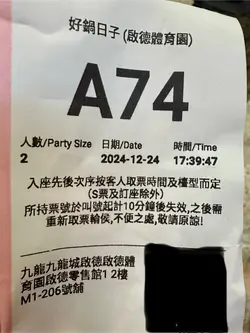 好鍋日子 (啟德體育園)
A74
人數/Party Size 日期/Date 時間/Time
2 2024-12-24 17:39:47
入座先後次序按客人取票時間及檯型而定
(S票及訂座除外)
所持票號於叫號起計10分鐘後失效,之後需
重新取票輪侯,不便之處,敬請原諒!
九龍九龍城啟德啟德體
育園啟德零售館1 2樓
M1-206號舖